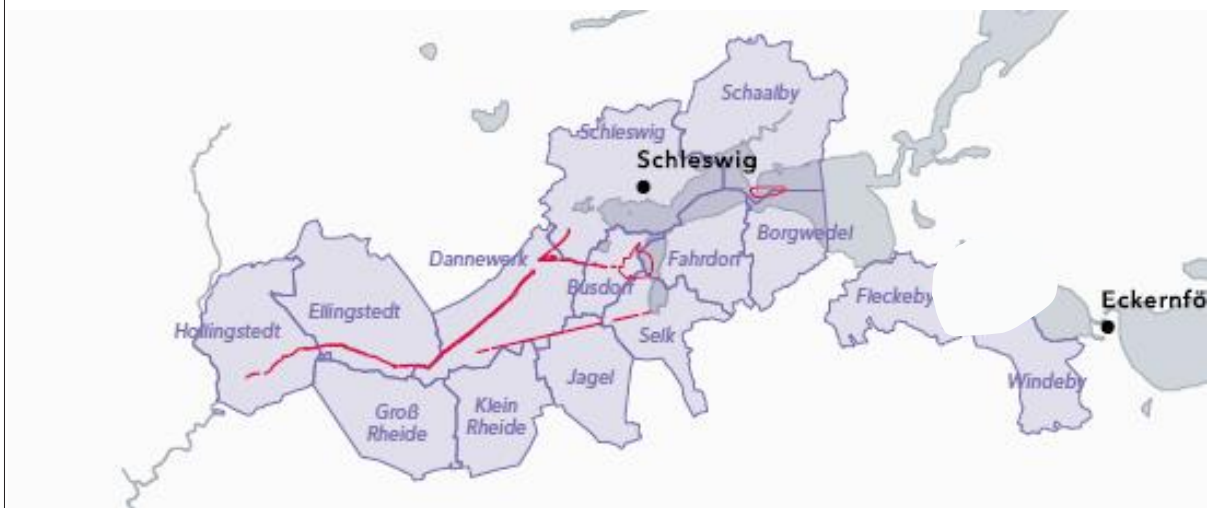 Schaalby
Schleswig
Schleswig
Borgwedel
Dannewerk
Fahrdorf
Busdorf
Fleckeby
Eckernfö
Ellingstedt
Hollingstedt
Selk
Jagel
Windeby
Groß
Rheide
Klein
Rheide